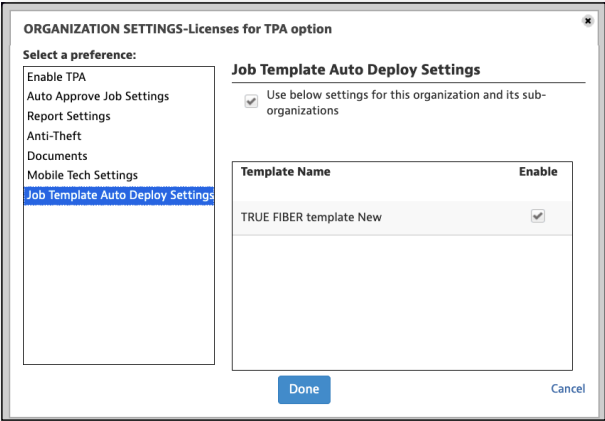 ORGANIZATION SETTINGS-Licenses for TPA option
Select a preference:
Enable TPA
Auto Approve Job Settings
Report Settings
Anti-Theft
Documents
Mobile Tech Settings
Job Template Auto Deploy Settings
Job Template Auto Deploy Settings
Use below settings for this organization and its sub-
organizations
Template Name Enable
TRUE FIBER template New
Done
Cancel